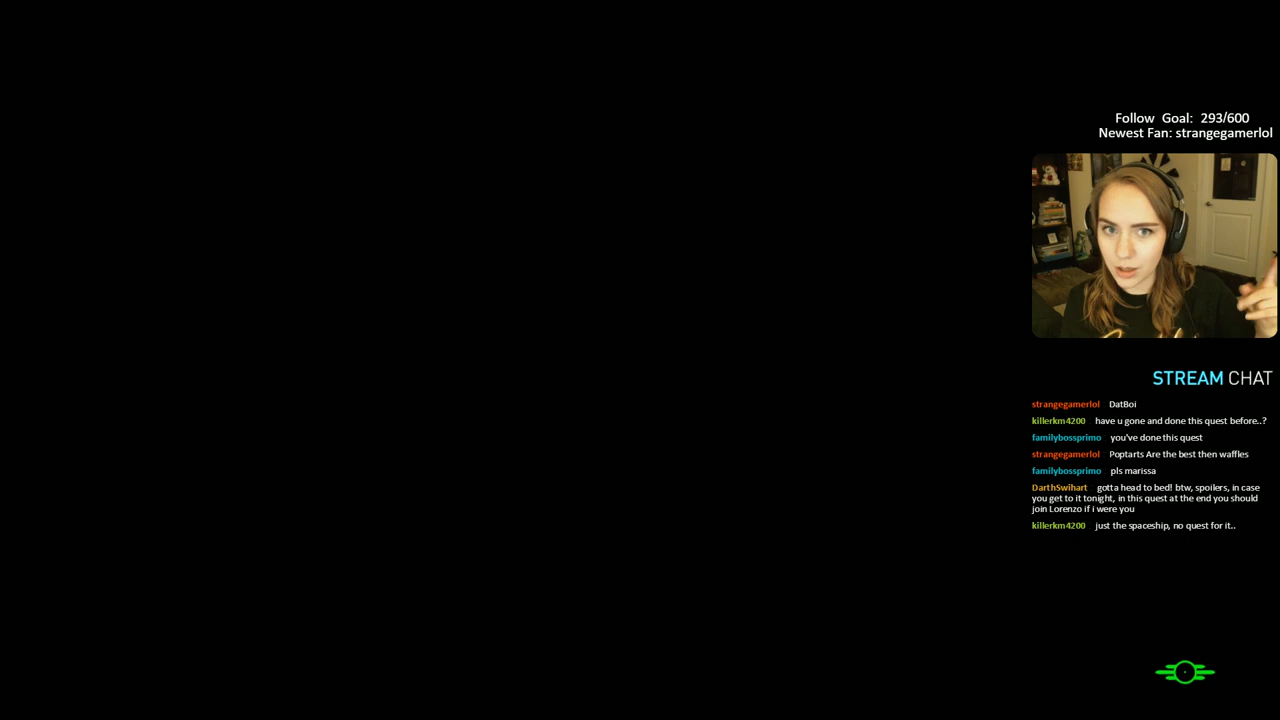 Follow Goal: 293/600
Newest Fan: strangegamerlol
STREAM CHAT
strangegamerlol DatBoi
killerkm4200 have u gone and done this quest before..?
familybossprimo you've done this quest
strangegamerlol Poptarts Are the best then waffles
familybossprimo pls marissa
DarthSwihart gotta head to bed! btw, spoilers, in case
you get to it tonight, in this quest at the end you should
join Lorenzo if i were you
killerkm4200 just the spaceship, no quest for it..